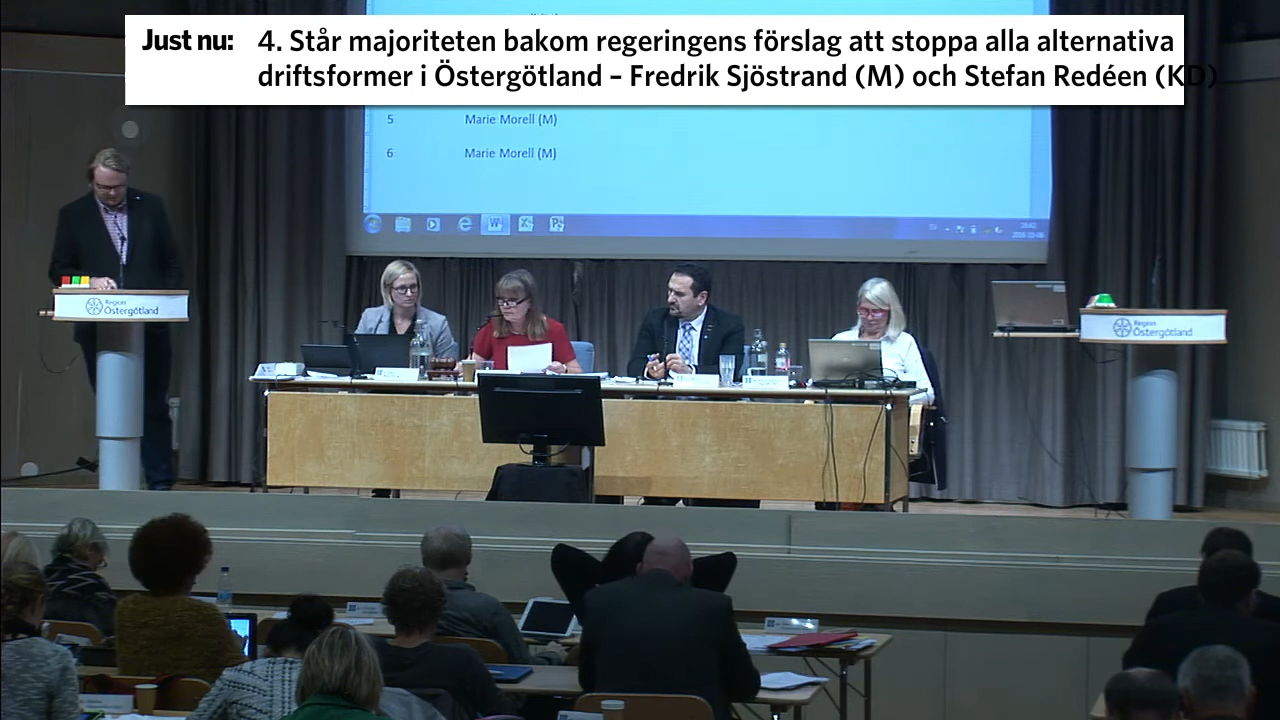 Just nu:
4. Står majoriteten bakom regeringens förslag att stoppa alla alternativa
driftsformer i Östergötland – Fredrik Sjöstrand (M) och Stefan Redéen (KD)
5 Marie Morell (M)
6 Marie Morell (M)
Region
Östergötland
Region
Östergötland